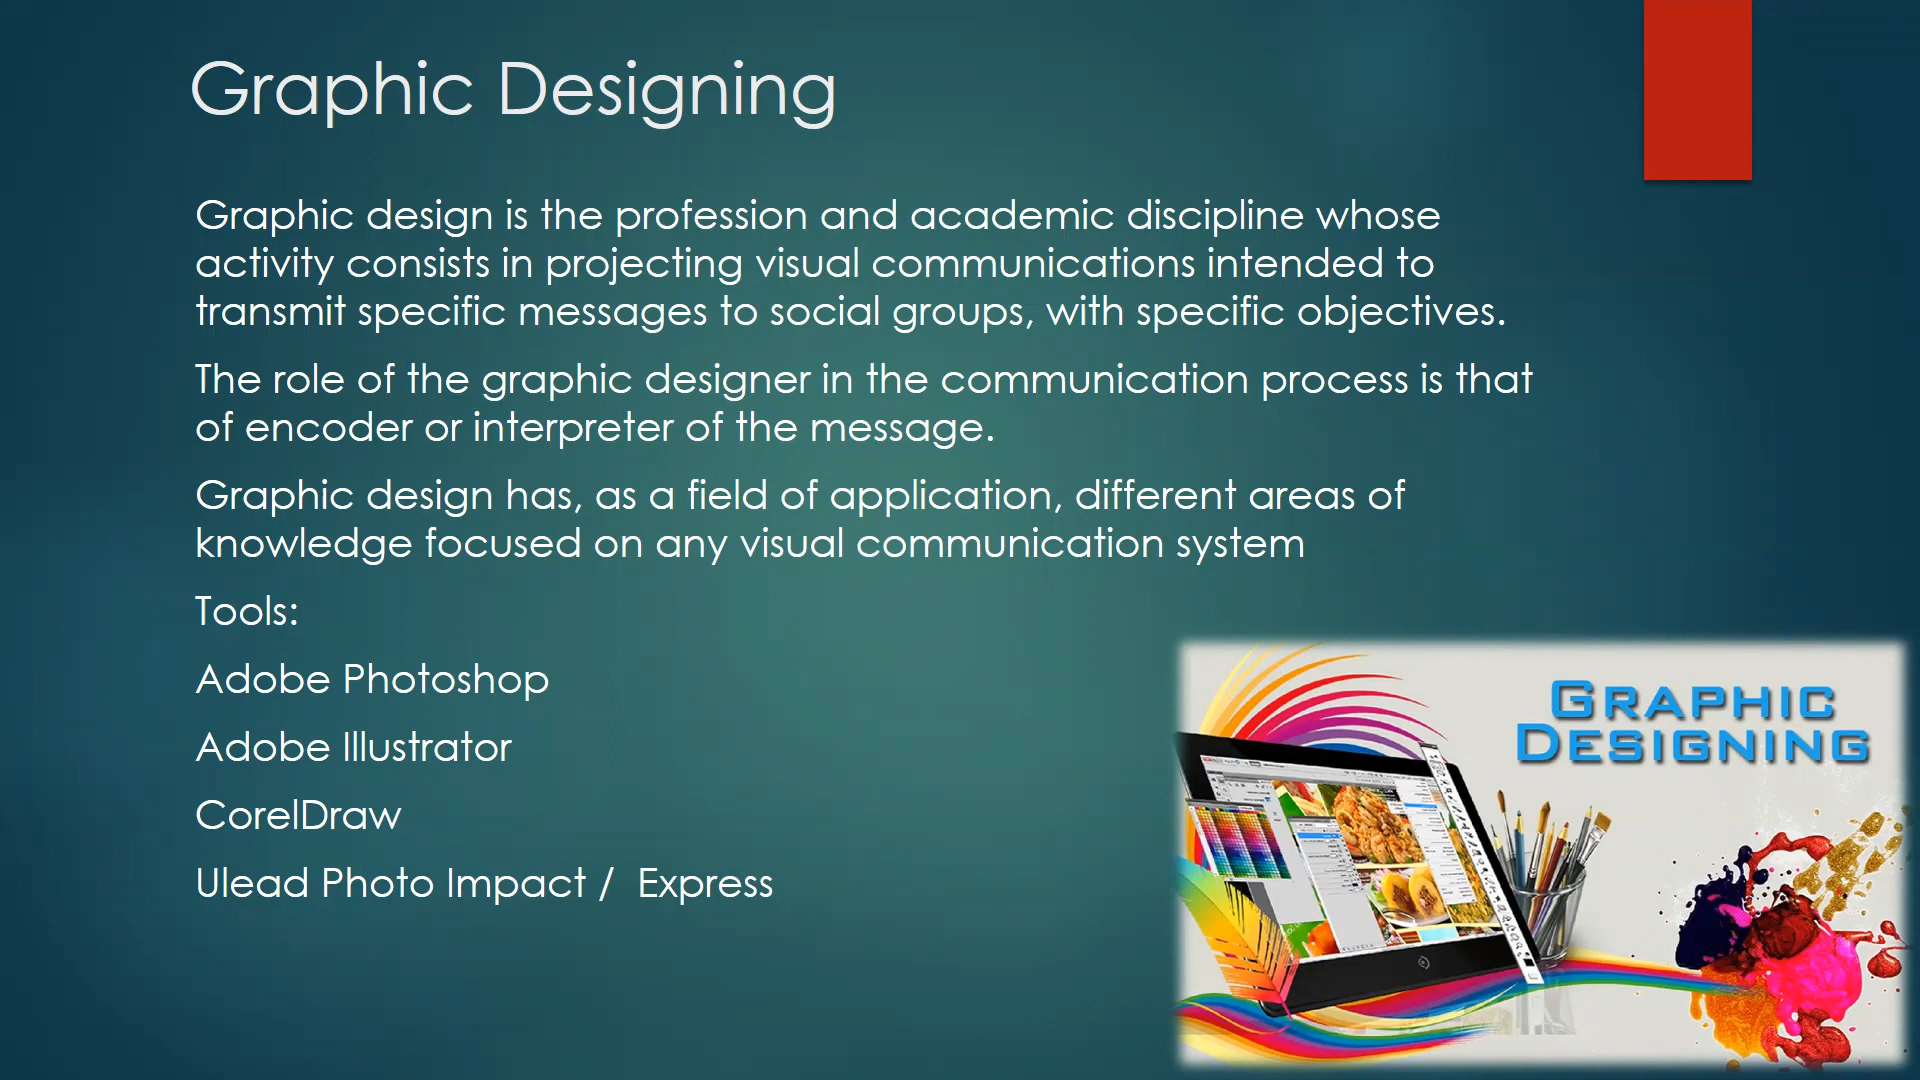 Graphic Designing
Graphic design is the profession and academic discipline whose
activity consists in projecting visual communications intended to
transmit specific messages to social groups, with specific objectives.
The role of the graphic designer in the communication process is that
of encoder or interpreter of the message.
Graphic design has, as a field of application, different areas of
knowledge focused on any visual communication system
Tools:
Adobe Photoshop
Adobe Illustrator
CorelDraw
Ulead Photo Impact /  Express
GRAPHIC
DESIGNING